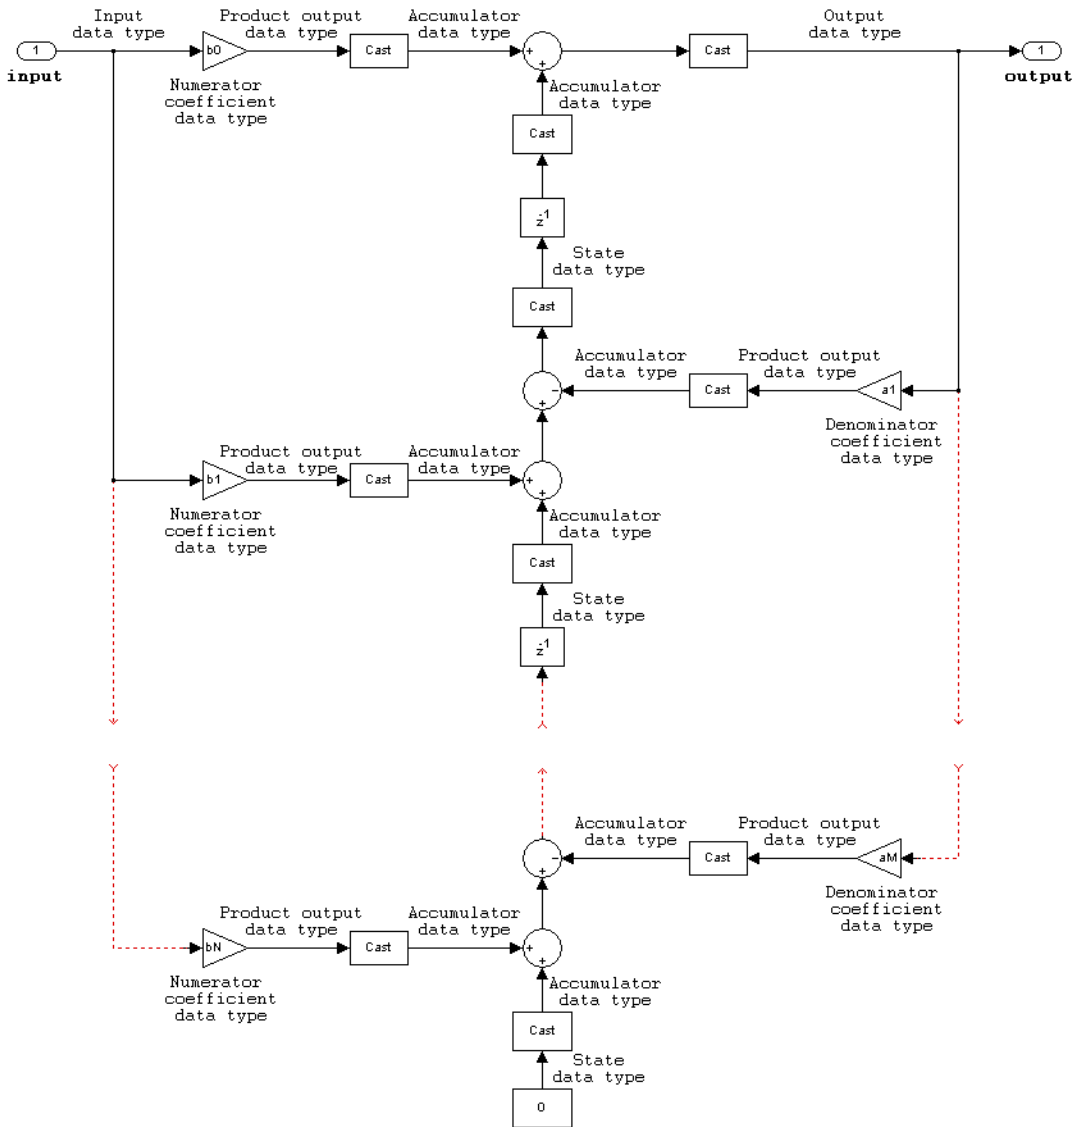 Input
data type
Product output
data type
Accumulator
data type
Output
data type
1
b0
Cast
+
+
Cast
1
input
output
Numerator
coefficient
data type
Accumulator
data type
Cast
z-1
State
data type
Cast
Accumulator
data type
Product output
data type
-
+
Cast
a1
Denominator
coefficient
data type
Product output
data type
Accumulator
data type
b1
Cast
+
+
Numerator
coefficient
data type
Accumulator
data type
Cast
State
data type
z-1
Accumulator
data type
Product output
data type
-
+
Cast
aM
Denominator
coefficient
data type
Product output
data type
Accumulator
data type
bN
Cast
+
+
Numerator
coefficient
data type
Accumulator
data type
Cast
State
data type
0